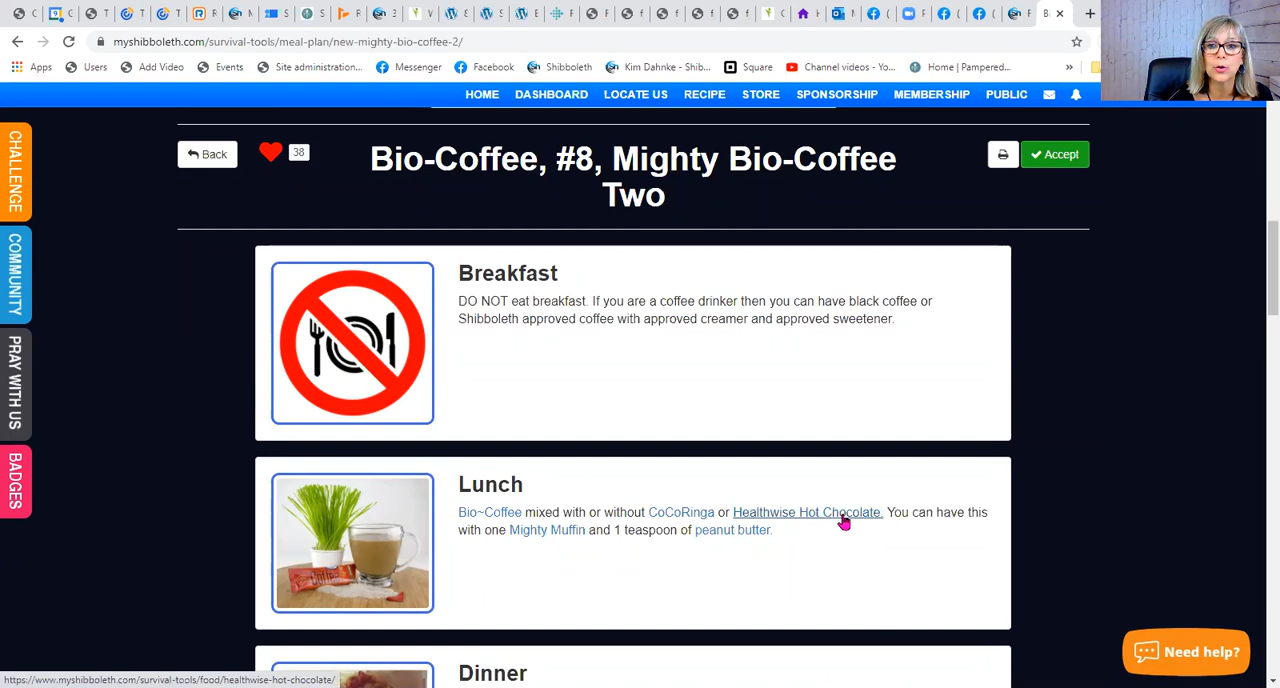 myshibboleth.com/survival-tools/meal-plan/new-mighty-bio-coffee-2/
Apps Users Add Video Events Site administration... Messenger Facebook Shibboleth Kim Dahnke - Shib... Square Channel videos - Yo... Home | Pampered... »
HOME DASHBOARD LOCATE US RECIPE STORE SPONSORSHIP MEMBERSHIP PUBLIC
CHALLENGE
COMMUNITY
PRAY WITH US
BADGES
Back 38 Bio-Coffee, #8, Mighty Bio-Coffee Accept
Two
Breakfast
DO NOT eat breakfast. If you are a coffee drinker then you can have black coffee or
Shibboleth approved coffee with approved creamer and approved sweetener.
Lunch
Bio~Coffee mixed with or without CoCoRinga or Healthwise Hot Chocolate. You can have this
with one Mighty Muffin and 1 teaspoon of peanut butter.
Dinner
Need help?
https://www.myshibboleth.com/survival-tools/food/healthwise-hot-chocolate/